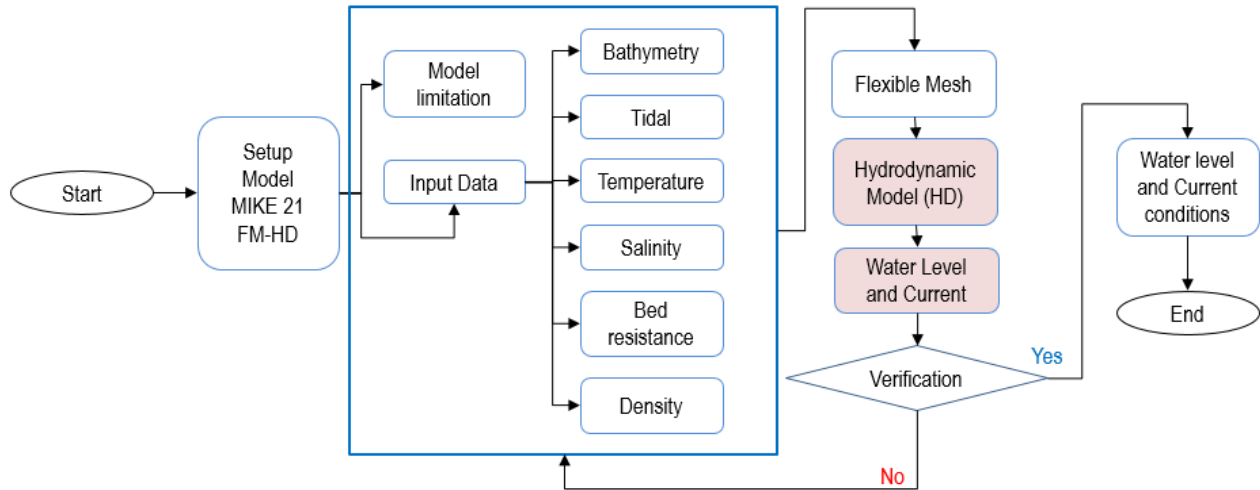 Start
Setup
Model
MIKE 21
FM-HD
Model
limitation
Input Data
Bathymetry
Tidal
Temperature
Salinity
Bed
resistance
Density
Flexible Mesh
Hydrodynamic
Model (HD)
Water Level
and Current
Verification
Yes
No
Water level
and Current
conditions
End